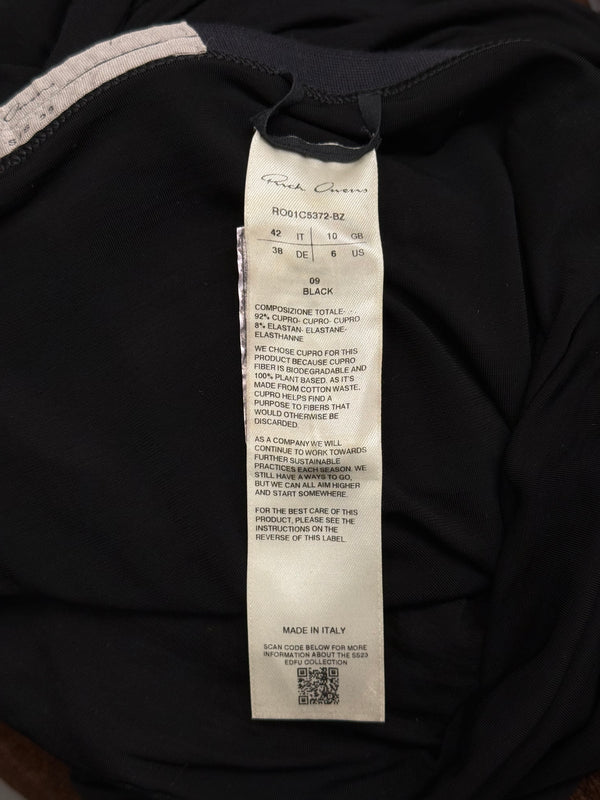 Rick Owens
RO01C5372-BZ
42 IT 10 GB
38 DE 6 US
09
BLACK
COMPOSIZIONE TOTALE-
92% CUPRO- CUPRO- CUPRO
8% ELASTAN- ELASTANE-
ELASTHANNE
WE CHOSE CUPRO FOR THIS
PRODUCT BECAUSE CUPRO
FIBER IS BIODEGRADABLE AND
100% PLANT BASED. AS IT'S
MADE FROM COTTON WASTE,
CUPRO HELPS FIND A
PURPOSE TO FIBERS THAT
WOULD OTHERWISE BE
DISCARDED.
AS A COMPANY WE WILL
CONTINUE TO WORK TOWARDS
FURTHER SUSTAINABLE
PRACTICES EACH SEASON. WE
STILL HAVE A WAYS TO GO,
BUT WE CAN ALL AIM HIGHER
AND START SOMEWHERE.
FOR THE BEST CARE OF THIS
PRODUCT, PLEASE SEE THE
INSTRUCTIONS ON THE
REVERSE OF THIS LABEL
MADE IN ITALY
SCAN CODE BELOW FOR MORE
INFORMATION ABOUT THE SS23
EDFU COLLECTION